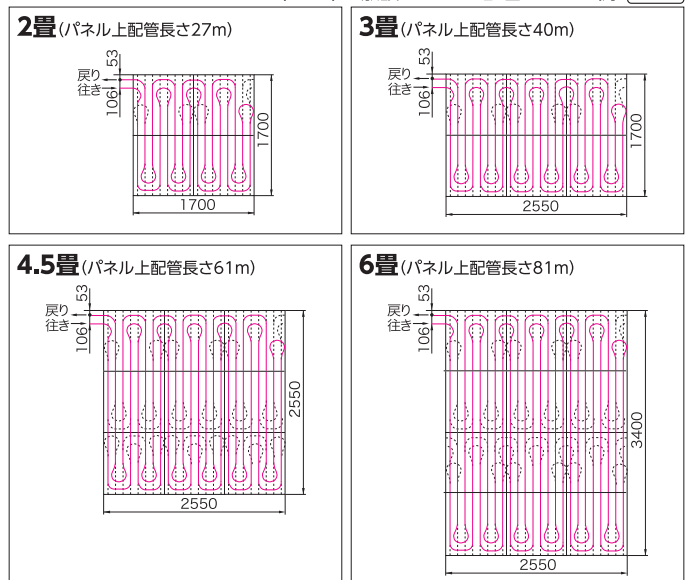 2畳(パネル上配管長さ27m)
53
戻り
往き
106
1700
1700
3畳(パネル上配管長さ40m)
53
戻り
往き
106
1700
2550
4.5畳(パネル上配管長さ61m)
53
戻り
往き
106
2550
2550
6畳(パネル上配管長さ81m)
53
戻り
往き
106
3400
2550